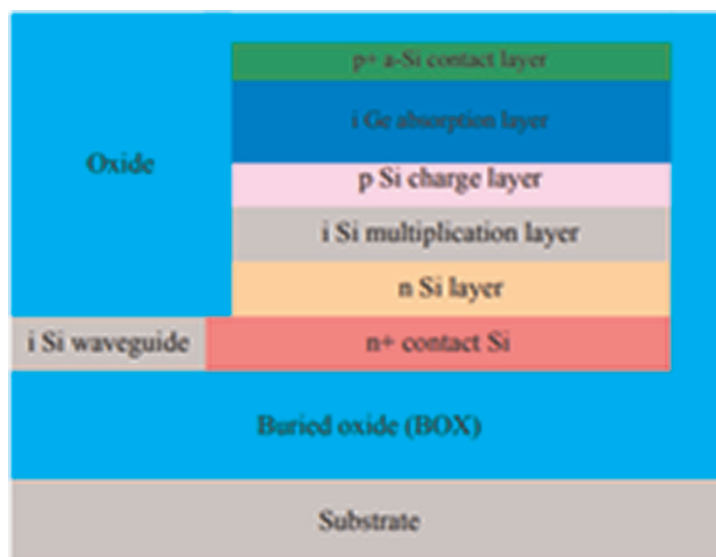 p+ a-Si contact layer
i Ge absorption layer
Oxide
p Si charge layer
i Si multiplication layer
n Si layer
i Si waveguide
n+ contact Si
Buried oxide (BOX)
Substrate